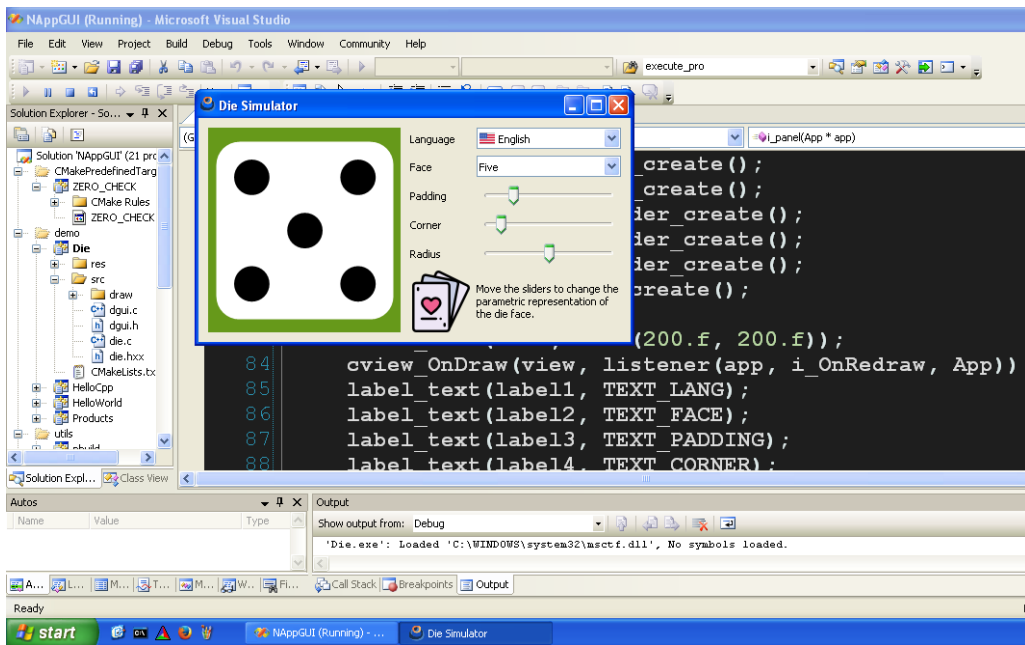 NAppGUI (Running) - Microsoft Visual Studio
File Edit View Project Build Debug Tools Window Community Help
execute_pro
Solution Explorer - So...
Die Simulator
i_panel(App * app)
Solution 'NAppGUI' (21 prc
CMakePredefinedTarg
ZERO_CHECK
CMake Rules
ZERO_CHECK
demo
Die
res
src
draw
dgui.c
dgui.h
die.c
die.hxx
CMakeLists.txt
HelloCpp
HelloWorld
Products
utils
Solution Expl... Class View
Language English
Face Five
Padding
Corner
Radius
Move the sliders to change the
parametric representation of
the die face.
_create();
_create();
der_create();
der_create();
der_create();
create();
(200.f, 200.f));
84 cview_OnDraw(view, listener(app, i_OnRedraw, App))
85 label_text(label1, TEXT_LANG);
86 label_text(label2, TEXT_FACE);
87 label_text(label3, TEXT_PADDING);
88 label_text(label4, TEXT_CORNER);
Autos
Name Value Type
Output
Show output from: Debug
'Die.exe': Loaded 'C:\WINDOWS\system32\msctf.dll', No symbols loaded.
A... L... M... T... M... W... Fi...
Call Stack Breakpoints Output
Ready
start NAppGUI (Running) - ... Die Simulator